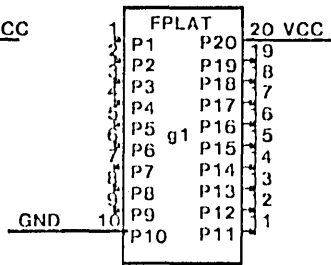 CC
FPLAT
1 P1 P20 20 VCC
2 P2 P19 19
3 P3 P18 8
4 P4 P17 7
5 P5 g1 P16 6
6 P6 P15 5
7 P7 P14 4
8 P8 P13 3
9 P9 P12 2
GND 10 P10 P11 1